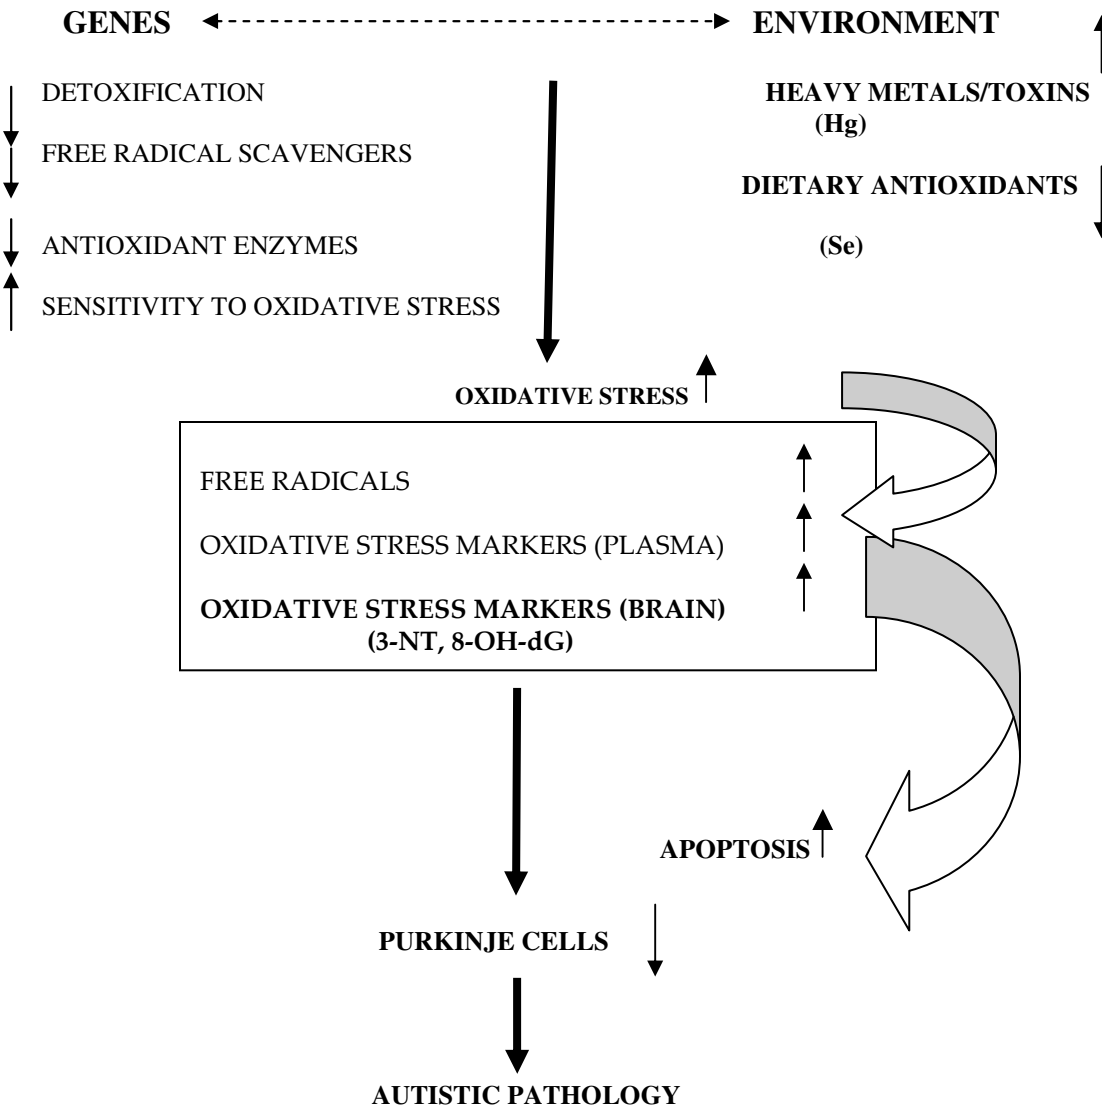 GENES
ENVIRONMENT
DETOXIFICATION
HEAVY METALS/TOXINS
(Hg)
FREE RADICAL SCAVENGERS
DIETARY ANTIOXIDANTS
ANTIOXIDANT ENZYMES
(Se)
SENSITIVITY TO OXIDATIVE STRESS
OXIDATIVE STRESS
FREE RADICALS
OXIDATIVE STRESS MARKERS (PLASMA)
OXIDATIVE STRESS MARKERS (BRAIN)
(3-NT, 8-OH-dG)
APOPTOSIS
PURKINJE CELLS
AUTISTIC PATHOLOGY